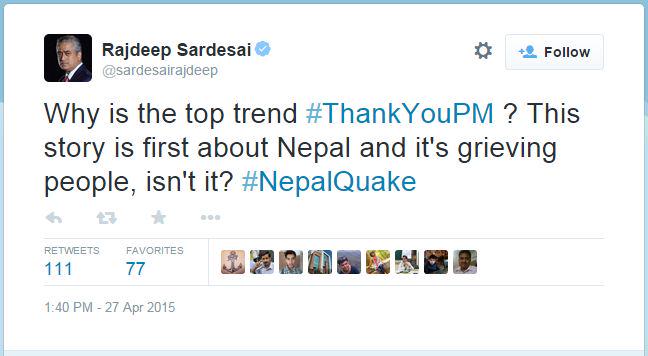 Rajdeep Sardesai
@sardesairajdeep
Follow
Why is the top trend #ThankYouPM ? This
story is first about Nepal and it's grieving
people, isn't it? #NepalQuake
RETWEETS FAVORITES
111 77
1:40 PM - 27 Apr 2015